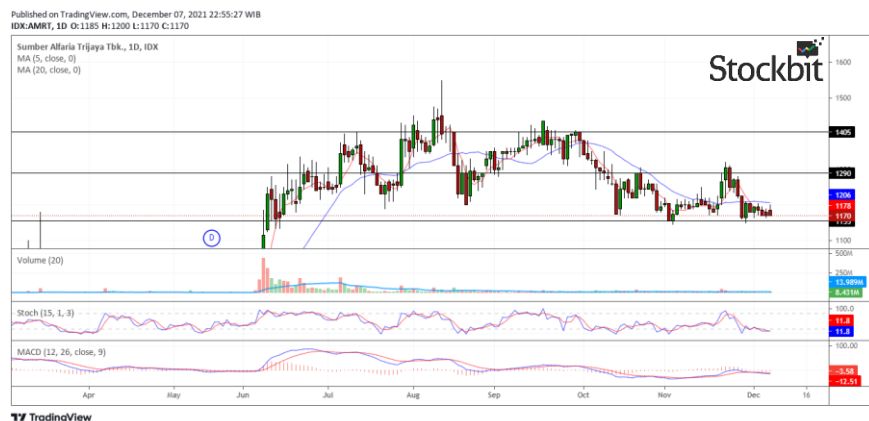 Published on TradingView.com, December 07, 2021 22:55:27 WIB
IDX:AMRT, 1D O:1185 H:1200 L:1170 C:1170
Sumber Alfaria Trijaya Tbk., 1D, IDX
MA (5, close, 0)
MA (20, close, 0)
Stockbit
1600
1500
1405
1290
1206
1178
1170
1100
Volume (20)
500M
250M
13.989M
8.431M
Stoch (15, 1, 3)
100.0
11.8
11.8
MACD (12, 26, close, 9)
100.00
-3.58
-12.51
Apr May Jun Jul Aug Sep Oct Nov Dec 16
D
TradingView